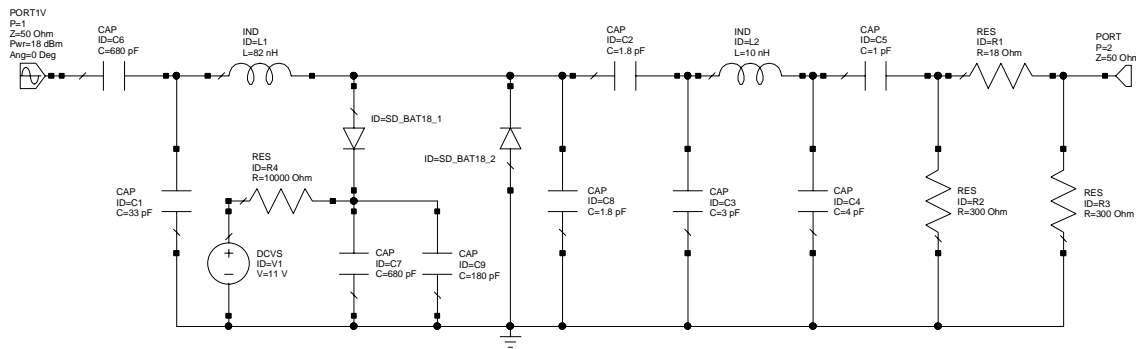 PORT1V
P=1
Z=50 Ohm
Pwr=18 dBm
Ang=0 Deg
CAP
ID=C6
C=680 pF
IND
ID=L1
L=82 nH
CAP
ID=C2
C=1.8 pF
IND
ID=L2
L=10 nH
CAP
ID=C5
C=1 pF
RES
ID=R1
R=18 Ohm
PORT
P=2
Z=50 Ohm
ID=SD_BAT18_1
ID=SD_BAT18_2
RES
ID=R4
R=10000 Ohm
CAP
ID=C1
C=33 pF
DCVS
ID=V1
V=11 V
CAP
ID=C7
C=680 pF
CAP
ID=C9
C=180 pF
CAP
ID=C8
C=1.8 pF
CAP
ID=C3
C=3 pF
CAP
ID=C4
C=4 pF
RES
ID=R2
R=300 Ohm
RES
ID=R3
R=300 Ohm